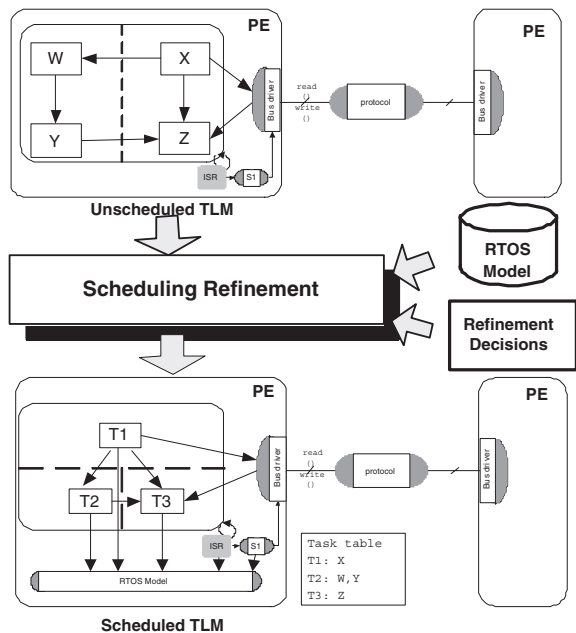 PE
PE
W
X
Y
Z
Bus driver
read
()
write
()
protocol
Bus driver
ISR
S1
Unscheduled TLM
RTOS
Model
Scheduling Refinement
Refinement
Decisions
PE
PE
T1
T2
T3
Bus driver
read
()
write
()
protocol
Bus driver
ISR
S1
RTOS Model
Task table
T1: X
T2: W,Y
T3: Z
Scheduled TLM